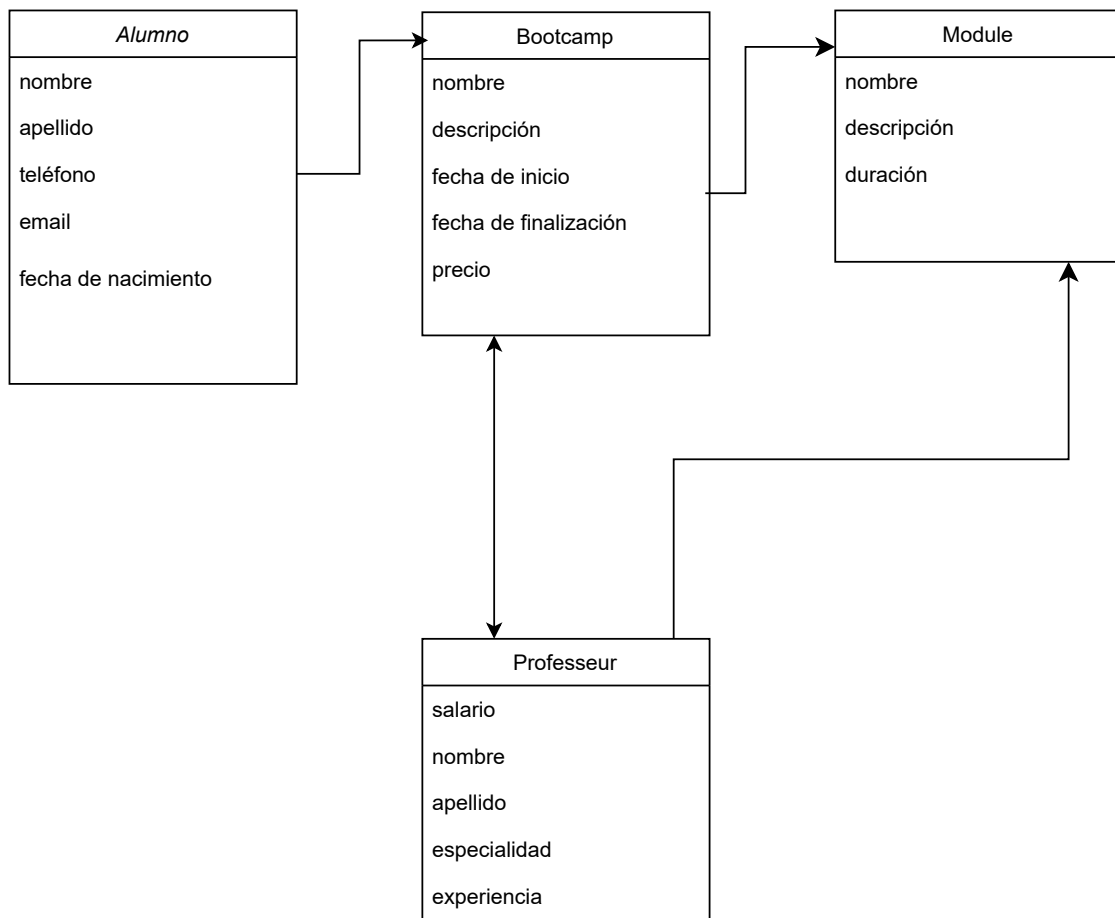 Alumno
nombre
apellido
teléfono
email
fecha de nacimiento
Bootcamp
nombre
descripción
fecha de inicio
fecha de finalización
precio
Module
nombre
descripción
duración
Professeur
salario
nombre
apellido
especialidad
experiencia